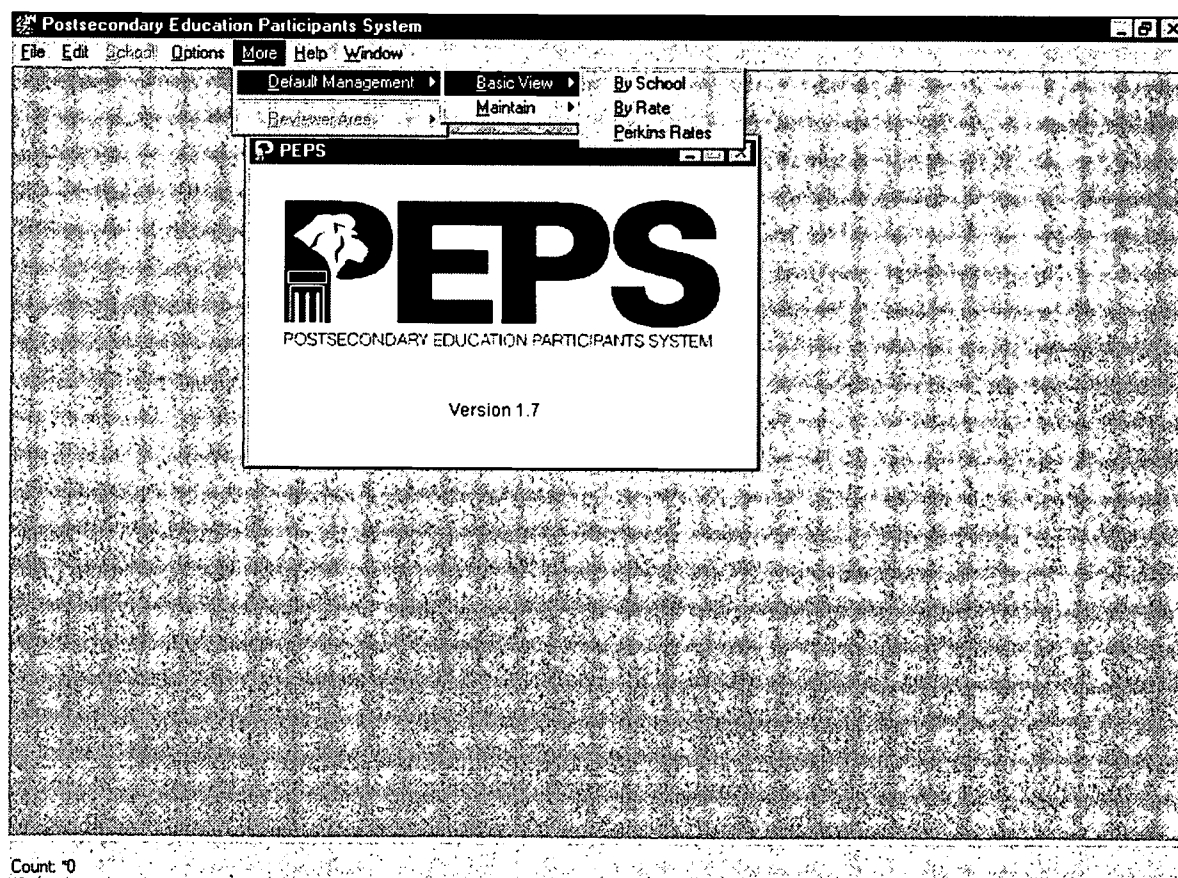 Postsecondary Education Participants System
File Edit School Options More Help Window
Default Management Basic View By School
Maintain By Rate
Reviewer Area Perkins Rates
PEPS
PEPS
POSTSECONDARY EDUCATION PARTICIPANTS SYSTEM
Version 1.7
Count: *0